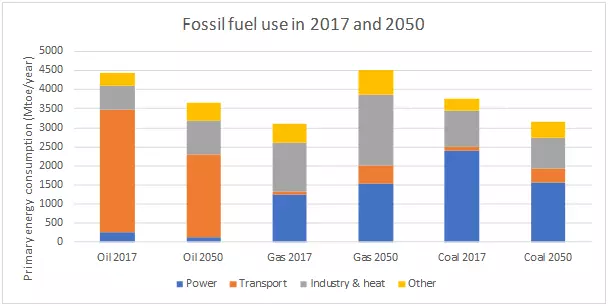 Fossil fuel use in 2017 and 2050
Primary energy consumption (Mtoe/year)
5000
4500
4000
3500
3000
2500
2000
1500
1000
500
0
Oil 2017 Oil 2050 Gas 2017 Gas 2050 Coal 2017 Coal 2050
Power Transport Industry & heat Other